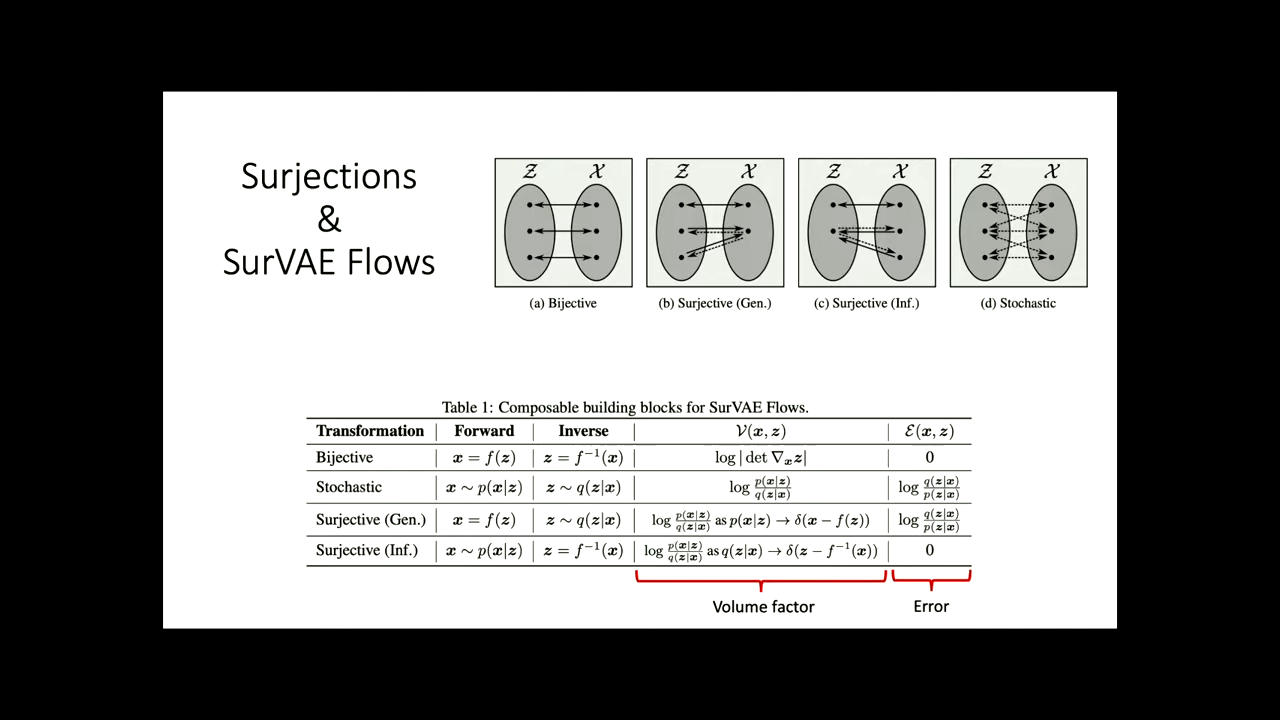 Surjections
&
SurVAE Flows
𝒵 𝒳
𝒵 𝒳
𝒵 𝒳
𝒵 𝒳
(a) Bijective
(b) Surjective (Gen.)
(c) Surjective (Inf.)
(d) Stochastic
Table 1: Composable building blocks for SurVAE Flows.
Transformation | Forward | Inverse | 𝒱(x, z) | ℰ(x, z)
Bijective | x = f(z) | z = f⁻¹(x) | log | det ∇ₓz| | 0
Stochastic | x ∼ p(x|z) | z ∼ q(z|x) | log p(x|z)/q(z|x) | log q(z|x)/p(z|x)
Surjective (Gen.) | x = f(z) | z ∼ q(z|x) | log p(x|z)/q(z|x) as p(x|z) → δ(x − f(z)) | log q(z|x)/p(z|x)
Surjective (Inf.) | x ∼ p(x|z) | z = f⁻¹(x) | log p(x|z)/q(z|x) as q(z|x) → δ(z − f⁻¹(x)) | 0
Volume factor
Error